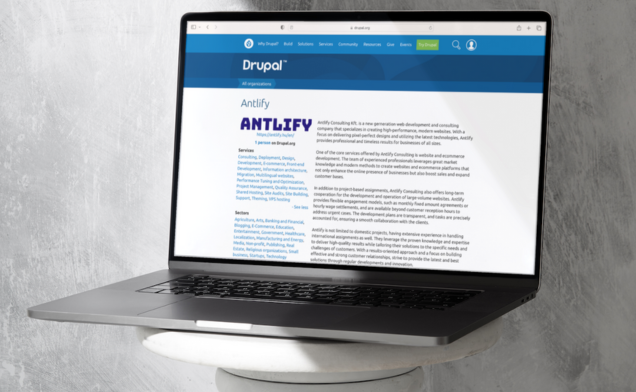 drupal.org
Why Drupal? Build Solutions Services Community Resources Give Events Try Drupal
Drupal™
All organizations
Antlify
ANTLIFY
https://antlify.hu/en/
1 person on Drupal.org
Services
Consulting, Deployment, Design,
Development, E-commerce, Front-end
Development, Information architecture,
Migration, Multilingual websites,
Performance Tuning and Optimization,
Project Management, Quality Insurance,
Shared Hosting, Site Audits, Site Building,
Support, Theming, VPS hosting
- See less
Sectors
Agriculture, Arts, Banking and Financial,
Blogging, E-Commerce, Education,
Entertainment, Government, Healthcare,
Localization, Manufacturing and Energy,
Media, Nonprofit, Publishing, Real
Estate, Religious organizations, Small
business, Startups, Technology
Antlify Consulting Kft. is a new-generation web development and consulting
company that specializes in creating high-performance, modern websites. With a
focus on delivering pixel-perfect designs and utilizing the latest technologies, Antlify
provides professional and timeless results for businesses of all sizes.
One of the core services offered by Antlify Consulting is website and ecommerce
development. The team of experienced professionals leverages great market
knowledge and modern methods to create websites and ecommerce platforms that
not only enhance the online presence of businesses but also boost sales and expand
customer bases.
In addition to project-based assignments, Antlify Consulting also offers long-term
cooperation for the development and operation of large-volume websites. Antlify
provides flexible engagement models, such as monthly fixed amount agreements or
hourly wage settlements, and are available beyond customer reception hours to
address urgent cases. The development plans are transparent, and tasks are precisely
accounted for, ensuring a smooth collaboration with the clients.
Antlify is not limited to domestic projects, having extensive experience in handling
international assignments as well. They leverage the proven knowledge and expertise
to deliver high-quality results while tailoring their solutions to the specific needs and
challenges of customers. With a results-oriented approach and a focus on building
effective and strong customer relationships, strive to provide the latest and best
solutions through regular developments and innovation.